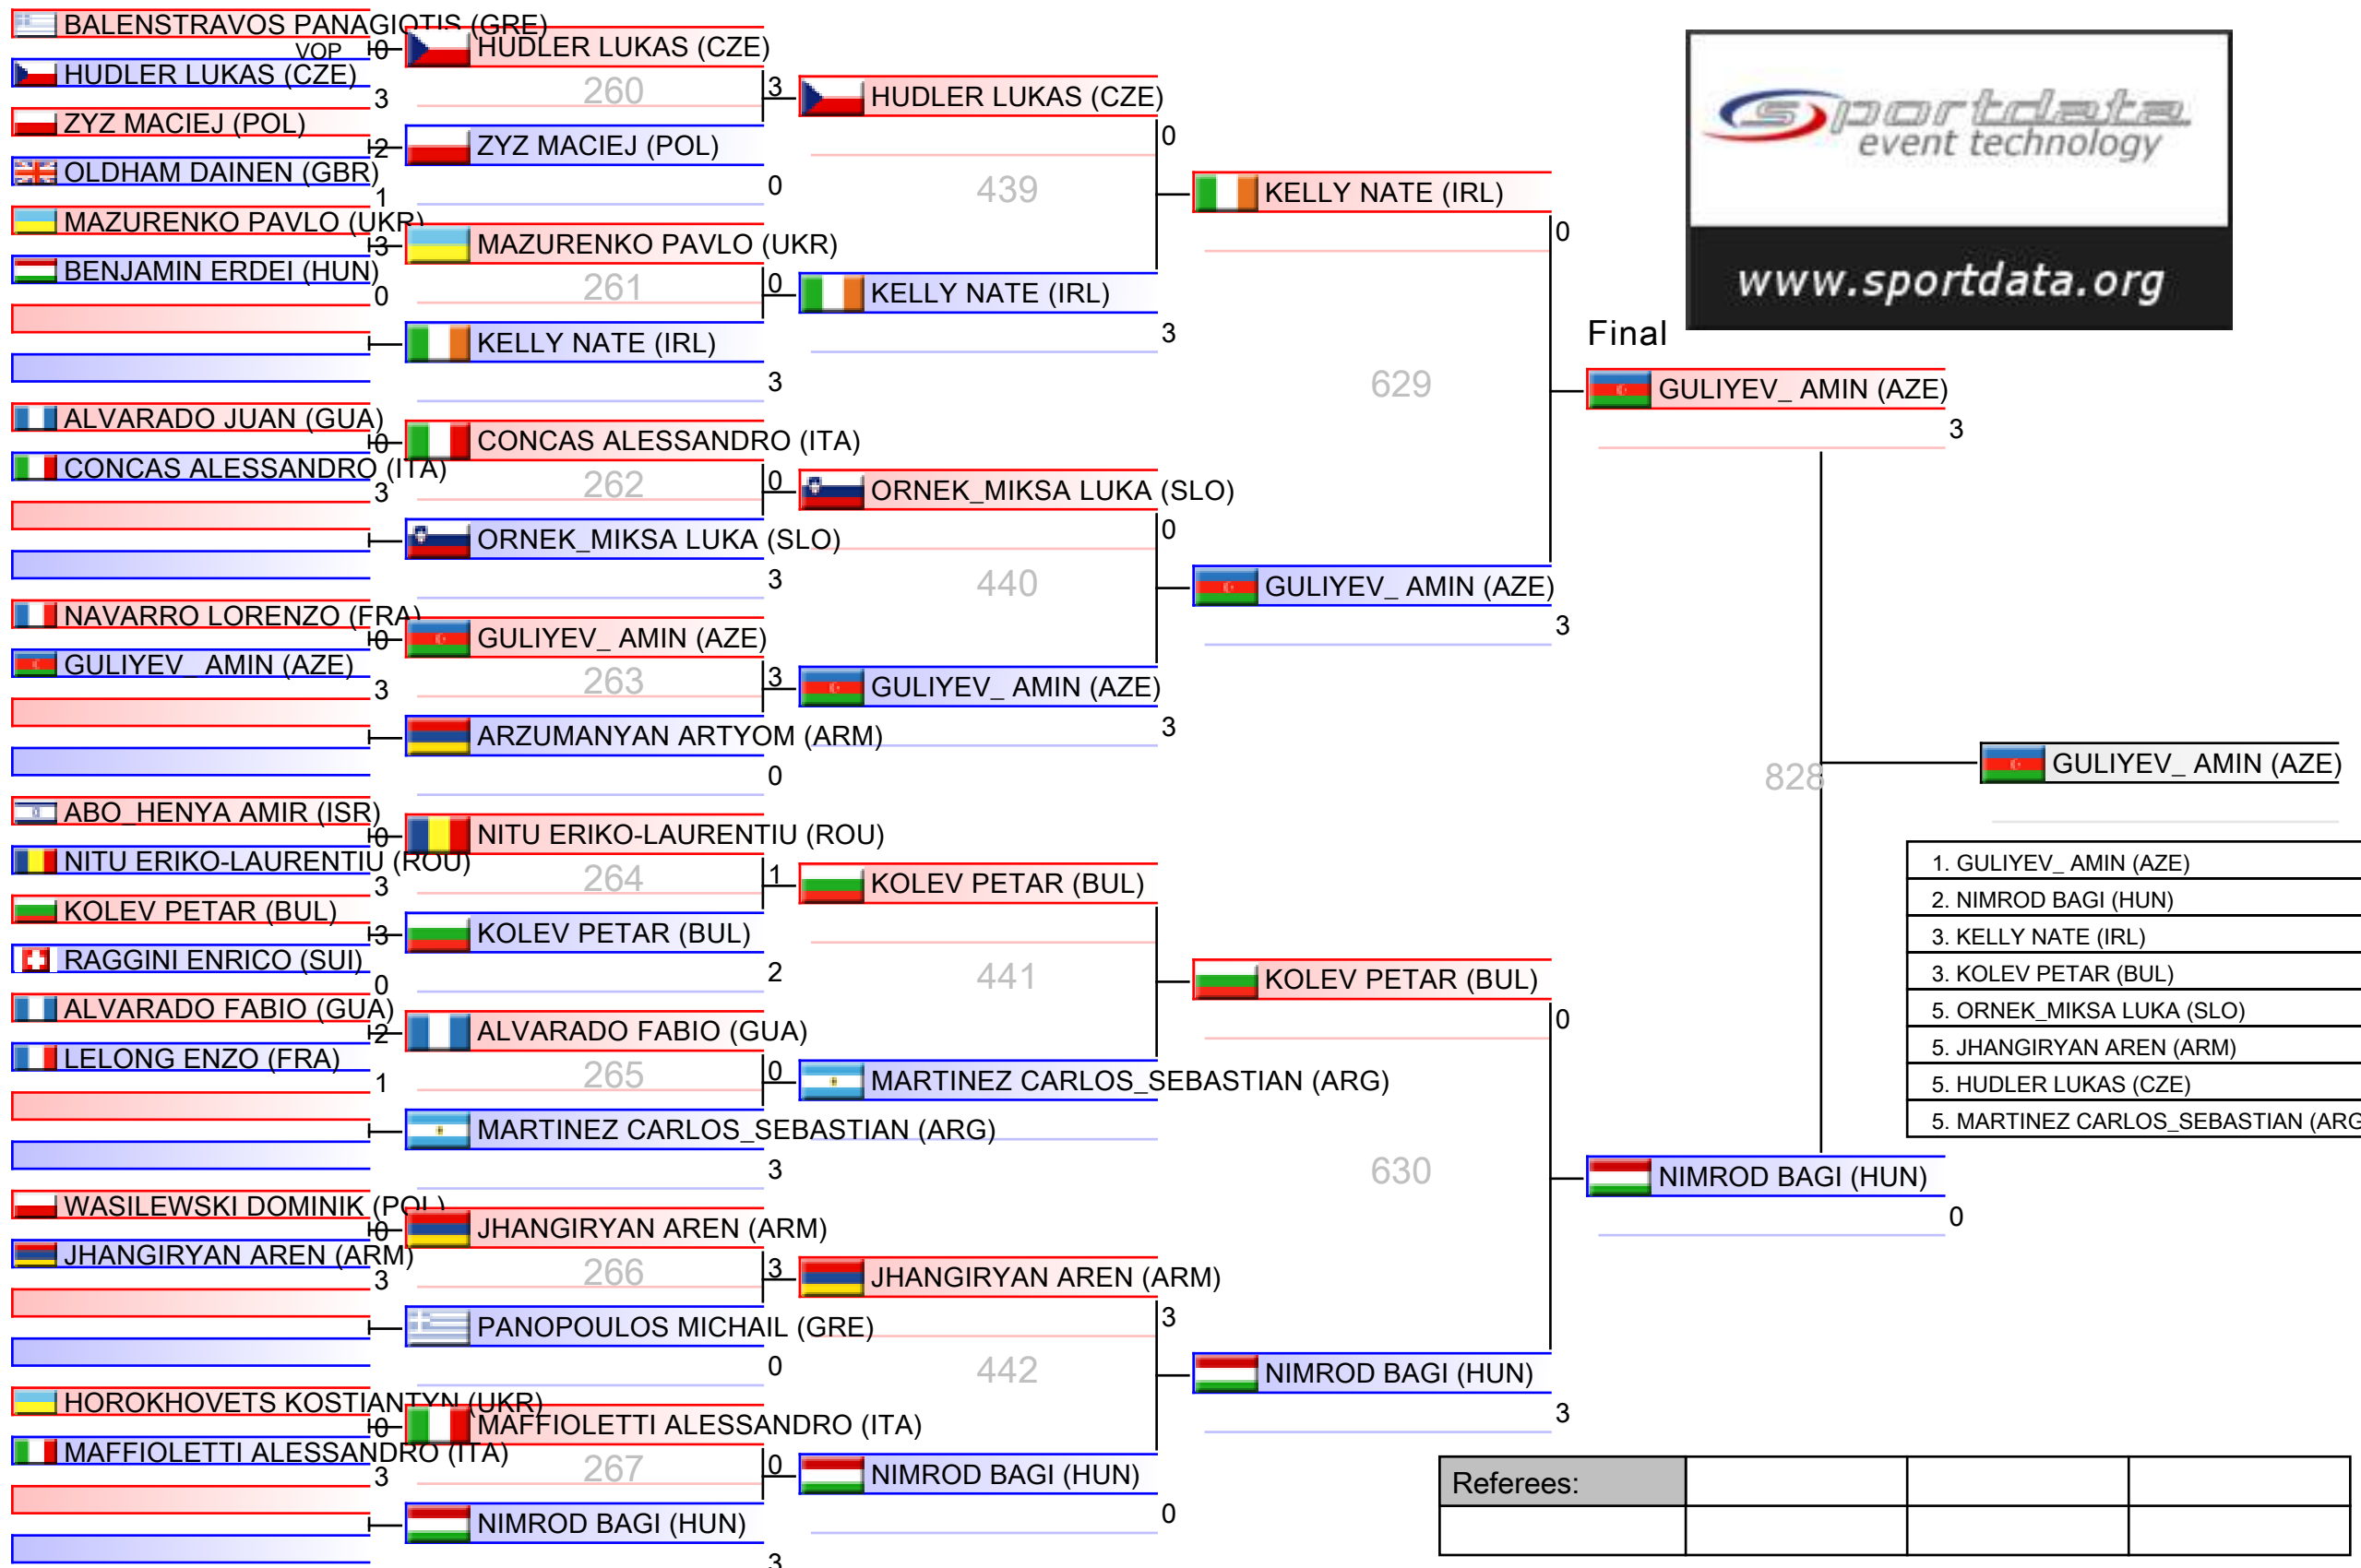 BALENSTRAVOS PANAGIOTIS (GRE)
VOP 0
HUDLER LUKAS (CZE)
3
ZYZ MACIEJ (POL)
2
OLDHAM DAINEN (GBR)
1
MAZURENKO PAVLO (UKR)
3
BENJAMIN ERDEI (HUN)
0
ALVARADO JUAN (GUA)
0
CONCAS ALESSANDRO (ITA)
3
NAVARRO LORENZO (FRA)
0
GULIYEV_ AMIN (AZE)
3
ABO_HENYA AMIR (ISR)
0
NITU ERIKO-LAURENTIU (ROU)
3
KOLEV PETAR (BUL)
3
RAGGINI ENRICO (SUI)
0
ALVARADO FABIO (GUA)
2
LELONG ENZO (FRA)
1
WASILEWSKI DOMINIK (POL)
0
JHANGIRYAN AREN (ARM)
3
HOROKHOVETS KOSTIANTYN (UKR)
0
MAFFIOLETTI ALESSANDRO (ITA)
3
HUDLER LUKAS (CZE)
260
3
ZYZ MACIEJ (POL)
0
MAZURENKO PAVLO (UKR)
261
0
KELLY NATE (IRL)
3
CONCAS ALESSANDRO (ITA)
262
0
ORNEK_MIKSA LUKA (SLO)
3
GULIYEV_ AMIN (AZE)
263
3
ARZUMANYAN ARTYOM (ARM)
0
NITU ERIKO-LAURENTIU (ROU)
264
1
KOLEV PETAR (BUL)
2
ALVARADO FABIO (GUA)
265
0
MARTINEZ CARLOS_SEBASTIAN (ARG)
3
JHANGIRYAN AREN (ARM)
266
3
PANOPOULOS MICHAIL (GRE)
0
MAFFIOLETTI ALESSANDRO (ITA)
267
0
NIMROD BAGI (HUN)
3
HUDLER LUKAS (CZE)
0
439
KELLY NATE (IRL)
3
ORNEK_MIKSA LUKA (SLO)
0
440
GULIYEV_ AMIN (AZE)
3
KOLEV PETAR (BUL)
441
MARTINEZ CARLOS_SEBASTIAN (ARG)
JHANGIRYAN AREN (ARM)
3
442
NIMROD BAGI (HUN)
0
KELLY NATE (IRL)
0
629
GULIYEV_ AMIN (AZE)
3
KOLEV PETAR (BUL)
0
630
NIMROD BAGI (HUN)
3
sportdata
event technology
www.sportdata.org
Final
GULIYEV_ AMIN (AZE)
3
828
NIMROD BAGI (HUN)
0
GULIYEV_ AMIN (AZE)
1. GULIYEV_ AMIN (AZE)
2. NIMROD BAGI (HUN)
3. KELLY NATE (IRL)
3. KOLEV PETAR (BUL)
5. ORNEK_MIKSA LUKA (SLO)
5. JHANGIRYAN AREN (ARM)
5. HUDLER LUKAS (CZE)
5. MARTINEZ CARLOS_SEBASTIAN (ARG
Referees: